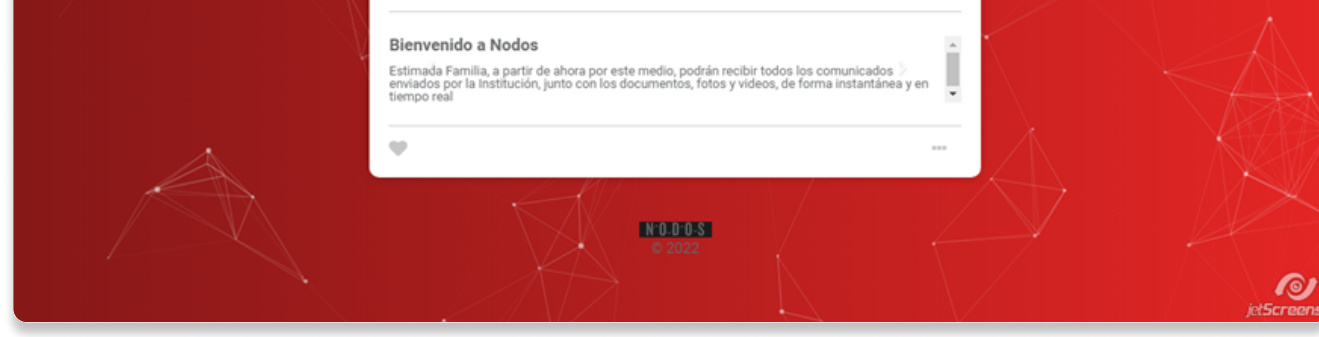 Bienvenido a Nodos
Estimada Familia, a partir de ahora por este medio, podrán recibir todos los comunicados
enviados por la Institución, junto con los documentos, fotos y videos, de forma instantánea y en
tiempo real
N·O·D·O·S
© 2022
jetScreens